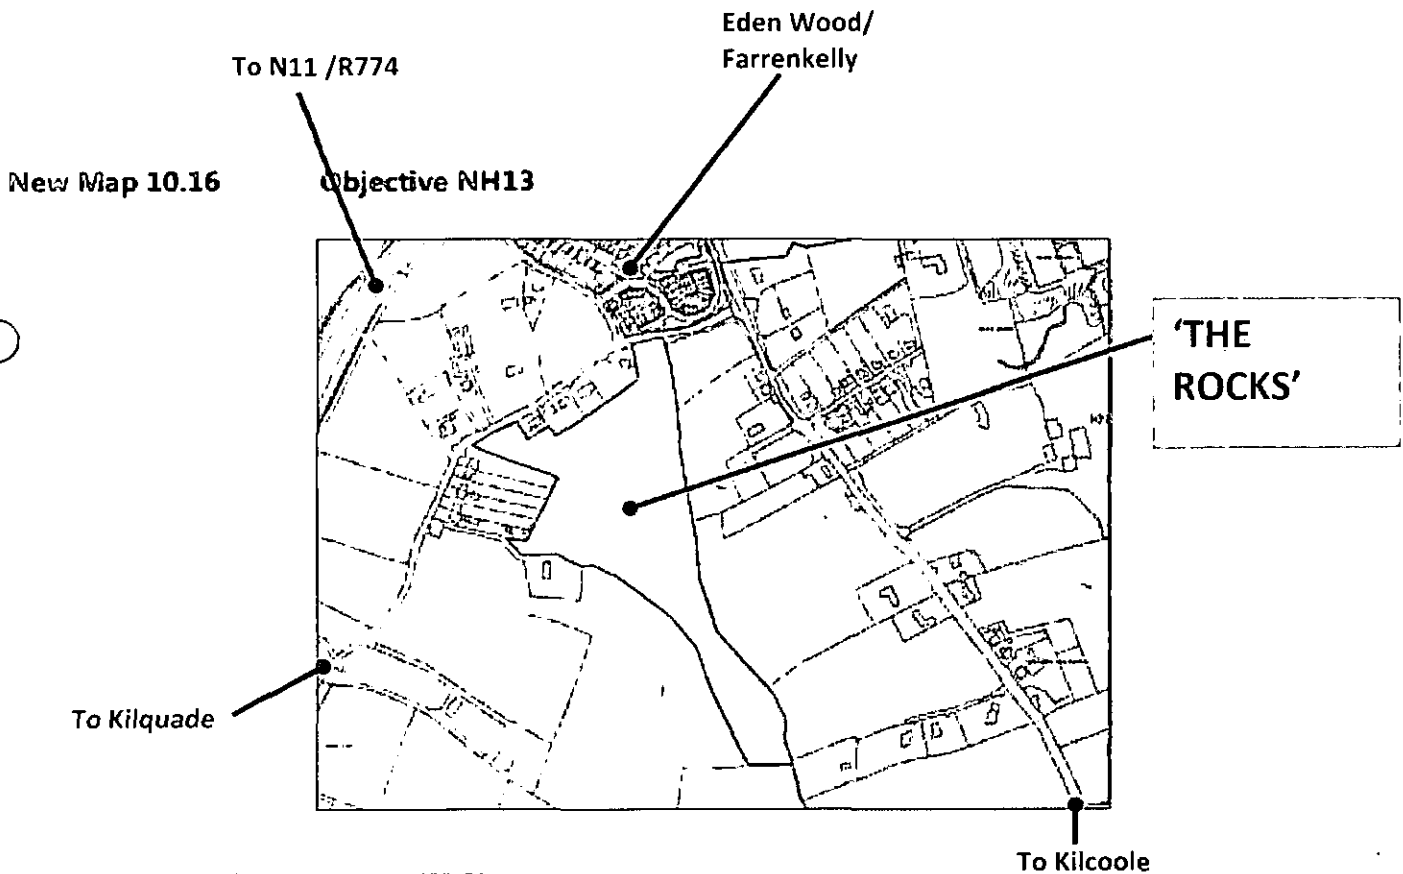 Eden Wood/
Farrenkelly
To N11 /R774
New Map 10.16 Objective NH13
‘THE
ROCKS’
To Kilquade
To Kilcoole